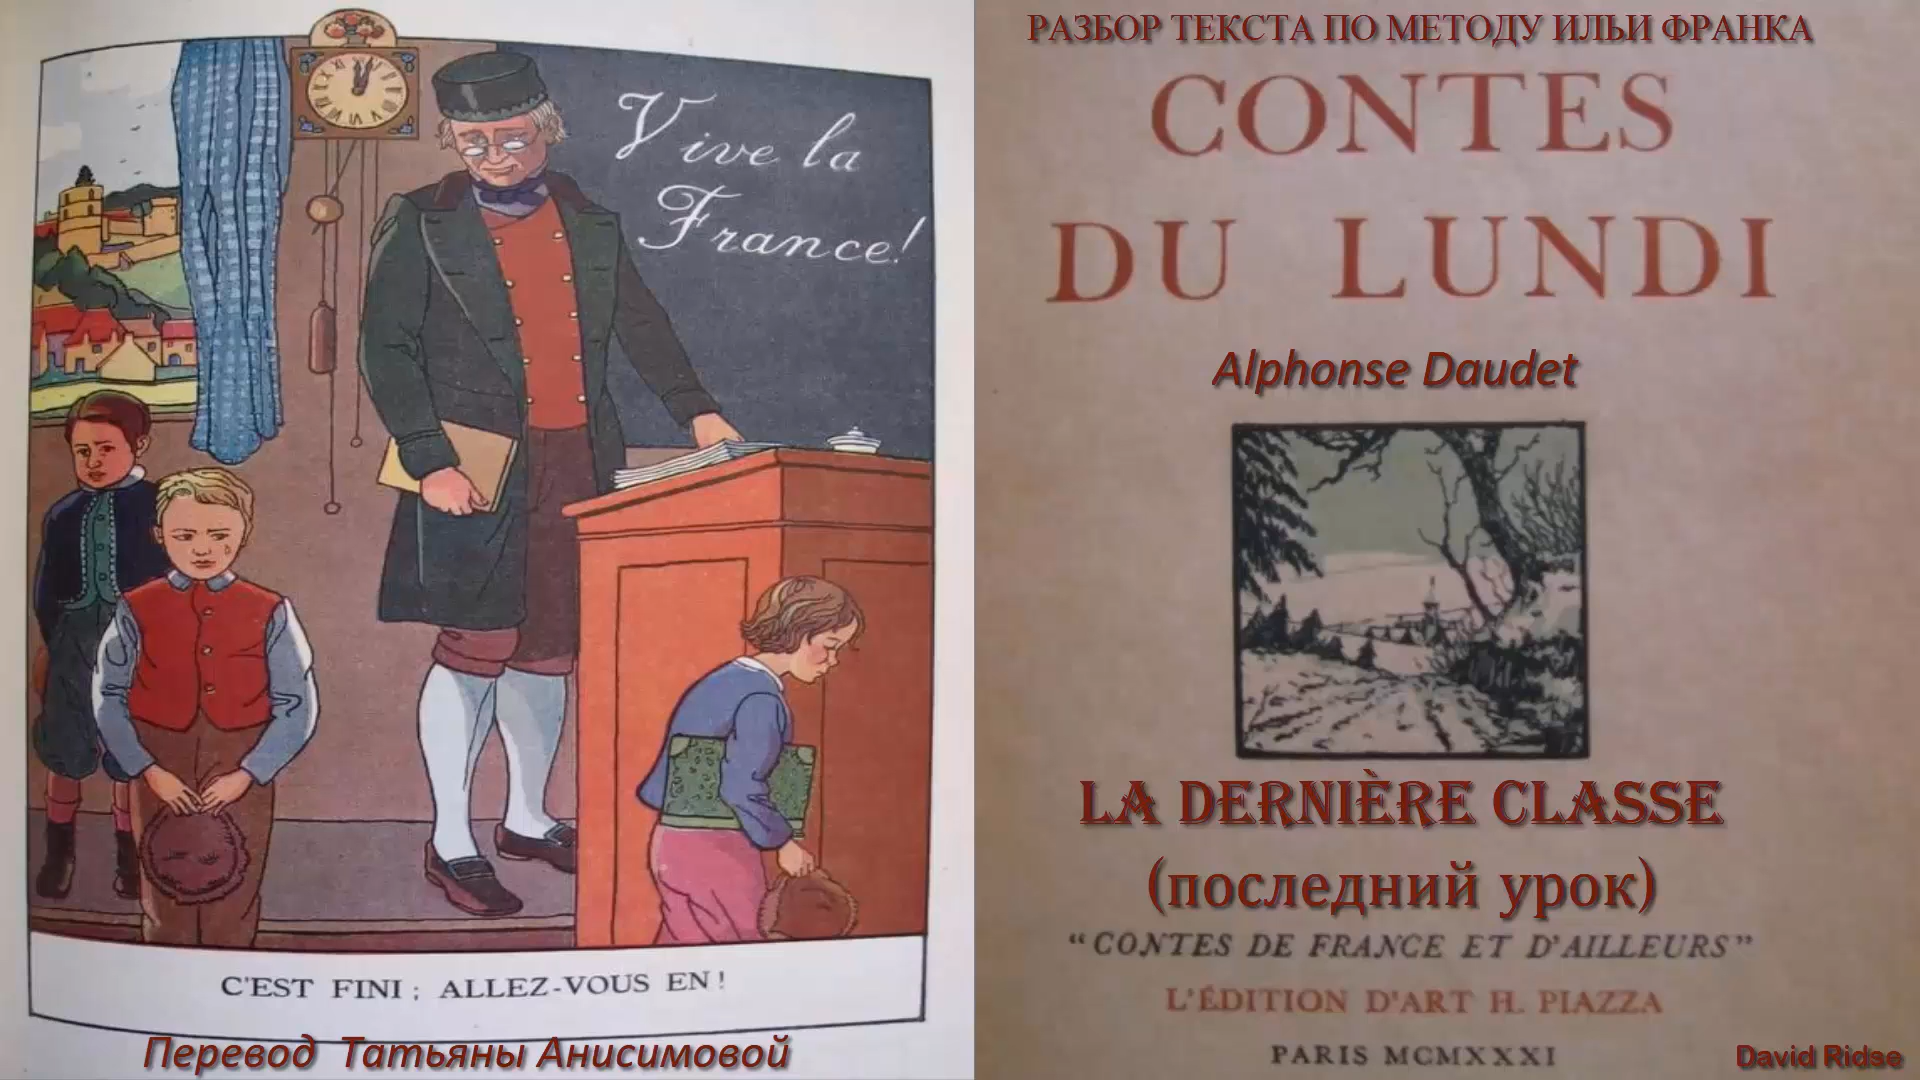 Vive la
France!
C'EST FINI ; ALLEZ-VOUS EN !
Перевод Татьяны Анисимовой
РАЗБОР ТЕКСТА ПО МЕТОДУ ИЛЬИ ФРАНКА
CONTES
DU LUNDI
Alphonse Daudet
LA DERNIÈRE CLASSE
(последний урок)
"CONTES DE FRANCE ET D'AILLEURS"
L'ÉDITION D'ART H. PIAZZA
PARIS MCMXXXI
David Ridse